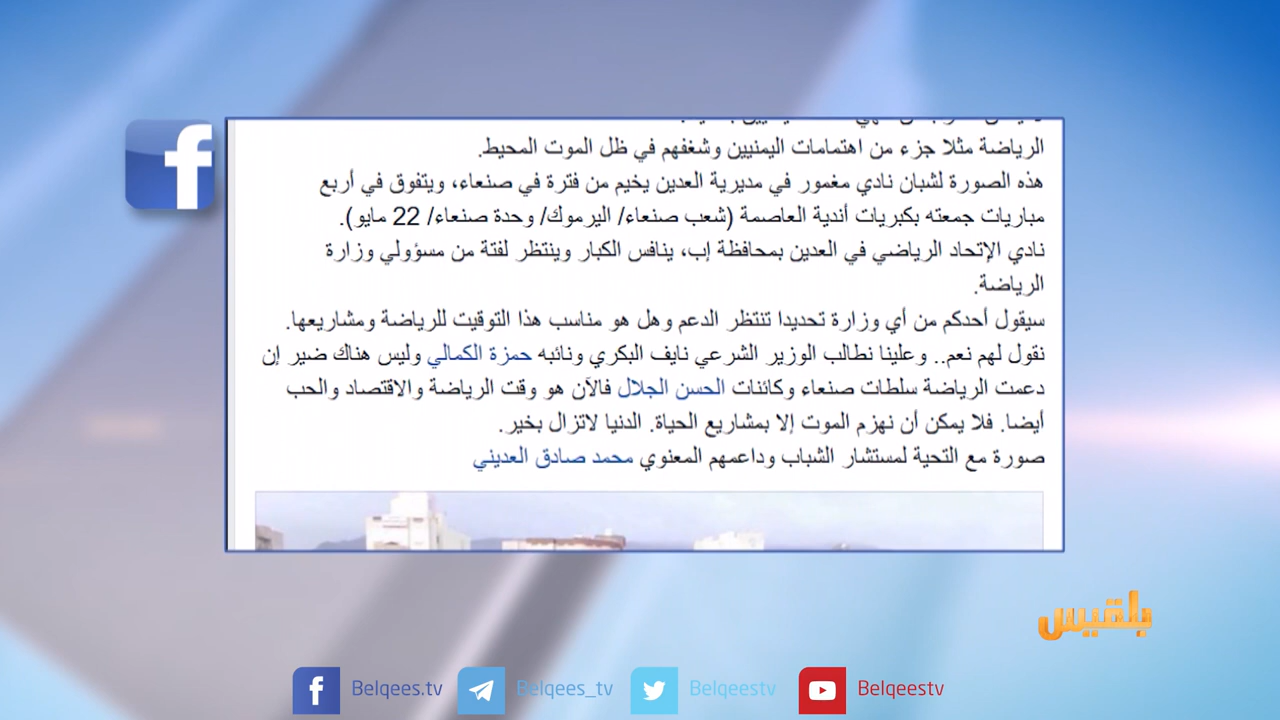 الرياضة مثلا جزء من اهتمامات اليمنيين وشغفهم في ظل الموت المحيط.
هذه الصورة لشبان نادي مغمور في مديرية العدين يخيم من فترة في صنعاء، ويتفوق في أربع
مباريات جمعته بكبريات أندية العاصمة (شعب صنعاء/ اليرموك/ وحدة صنعاء/ 22 مايو).
نادي الإتحاد الرياضي في العدين بمحافظة إب، ينافس الكبار وينتظر لفتة من مسؤولي وزارة
الرياضة.
سيقول أحدكم من أي وزارة تحديدا تنتظر الدعم وهل هو مناسب هذا التوقيت للرياضة ومشاريعها.
نقول لهم نعم.. وعلينا نطالب الوزير الشرعي نايف البكري ونائبه حمزة الكمالي وليس هناك ضير إن
دعمت الرياضة سلطات صنعاء وكائنات الحسن الجلال فالآن هو وقت الرياضة والاقتصاد والحب
أيضا. فلا يمكن أن نهزم الموت إلا بمشاريع الحياة. الدنيا لاتزال بخير.
صورة مع التحية لمستشار الشباب وداعمهم المعنوي محمد صادق العديني
بلقيس
Belqees.tv Belqees_tv Belqeestv Belqeestv